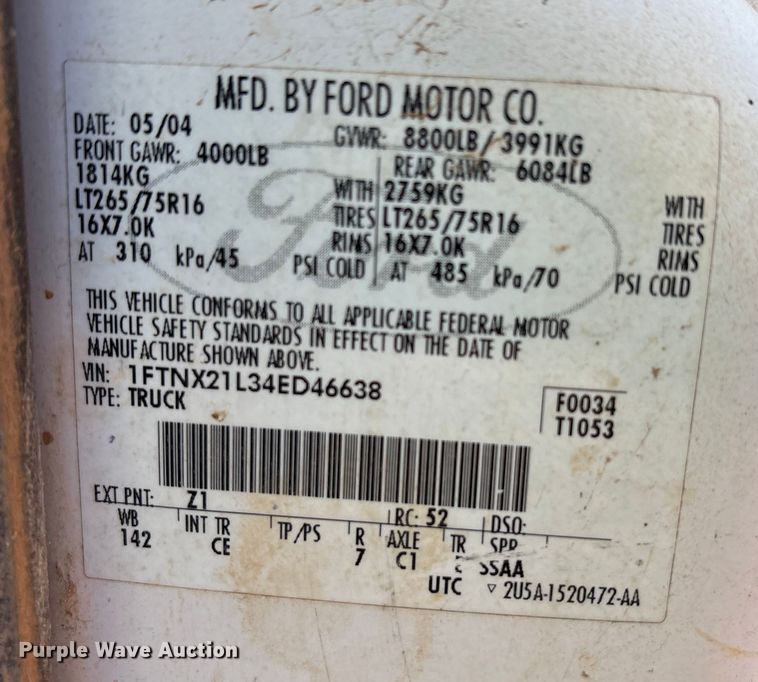 MFD. BY FORD MOTOR CO.
DATE: 05/04 GVWR: 8800LB / 3991KG
FRONT GAWR: 4000LB REAR GAWR: 6084LB
1814KG WITH 2759KG WITH
LT265/75R16 TIRES LT265/75R16 TIRES
16X7.0K RIMS 16X7.0K RIMS
AT 310 kPa/45 PSI COLD AT 485 kPa/70 PSI COLD
THIS VEHICLE CONFORMS TO ALL APPLICABLE FEDERAL MOTOR
VEHICLE SAFETY STANDARDS IN EFFECT ON THE DATE OF
MANUFACTURE SHOWN ABOVE.
VIN: 1FTNX21L34ED46638
TYPE: TRUCK
F0034
T1053
EXT PNT: Z1 RC: 52 DSO:
WB INT TR TP/PS R AXLE TR SPR
142 CE 7 C1 SSAA
UTC ▽ 2U5A-1520472-AA
Ford
Purple Wave Auction